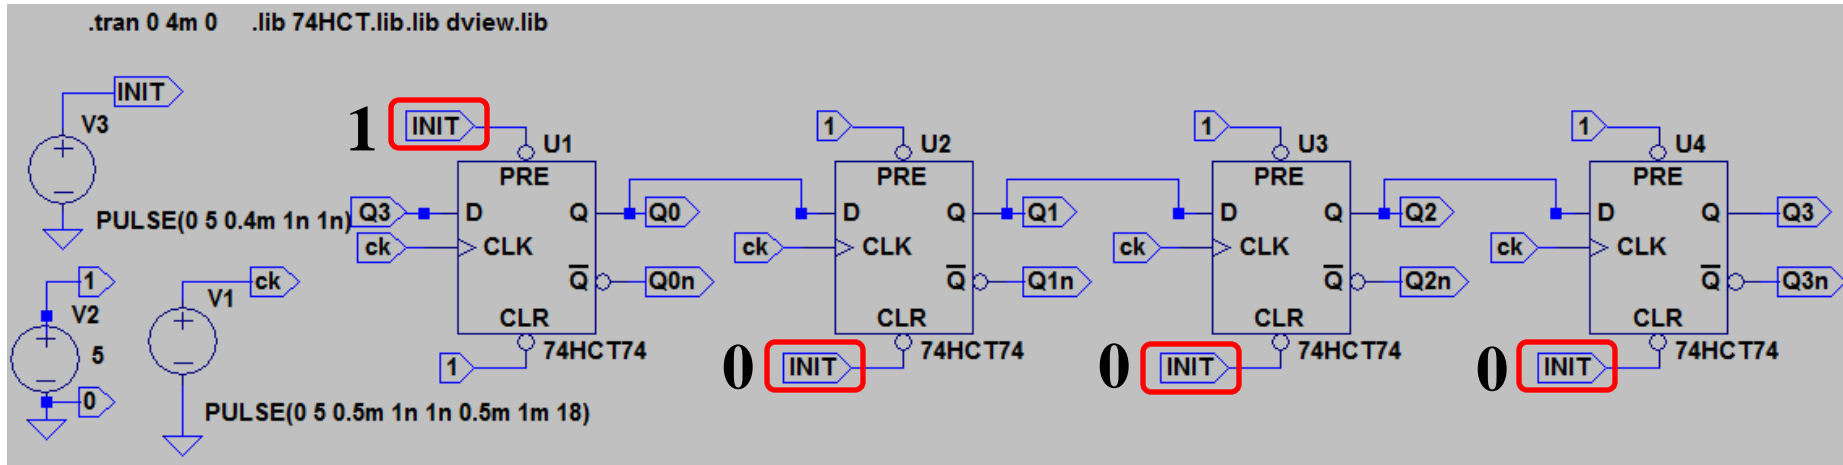 .tran 0 4m 0 .lib 74HCT.lib.lib dview.lib
INIT
V3
PULSE(0 5 0.4m 1n 1n)
1
V2
5
0
ck
V1
PULSE(0 5 0.5m 1n 1n 0.5m 1m 18)
1 INIT 1 1 1
U1 U2 U3 U4
PRE PRE PRE PRE
Q3 D Q Q0 D Q Q1 D Q Q2 D Q Q3
ck CLK ck CLK ck CLK ck CLK
Q Q0n Q Q1n Q Q2n Q Q3n
CLR CLR CLR CLR
74HCT74 74HCT74 74HCT74 74HCT74
1 0 INIT 0 INIT 0 INIT